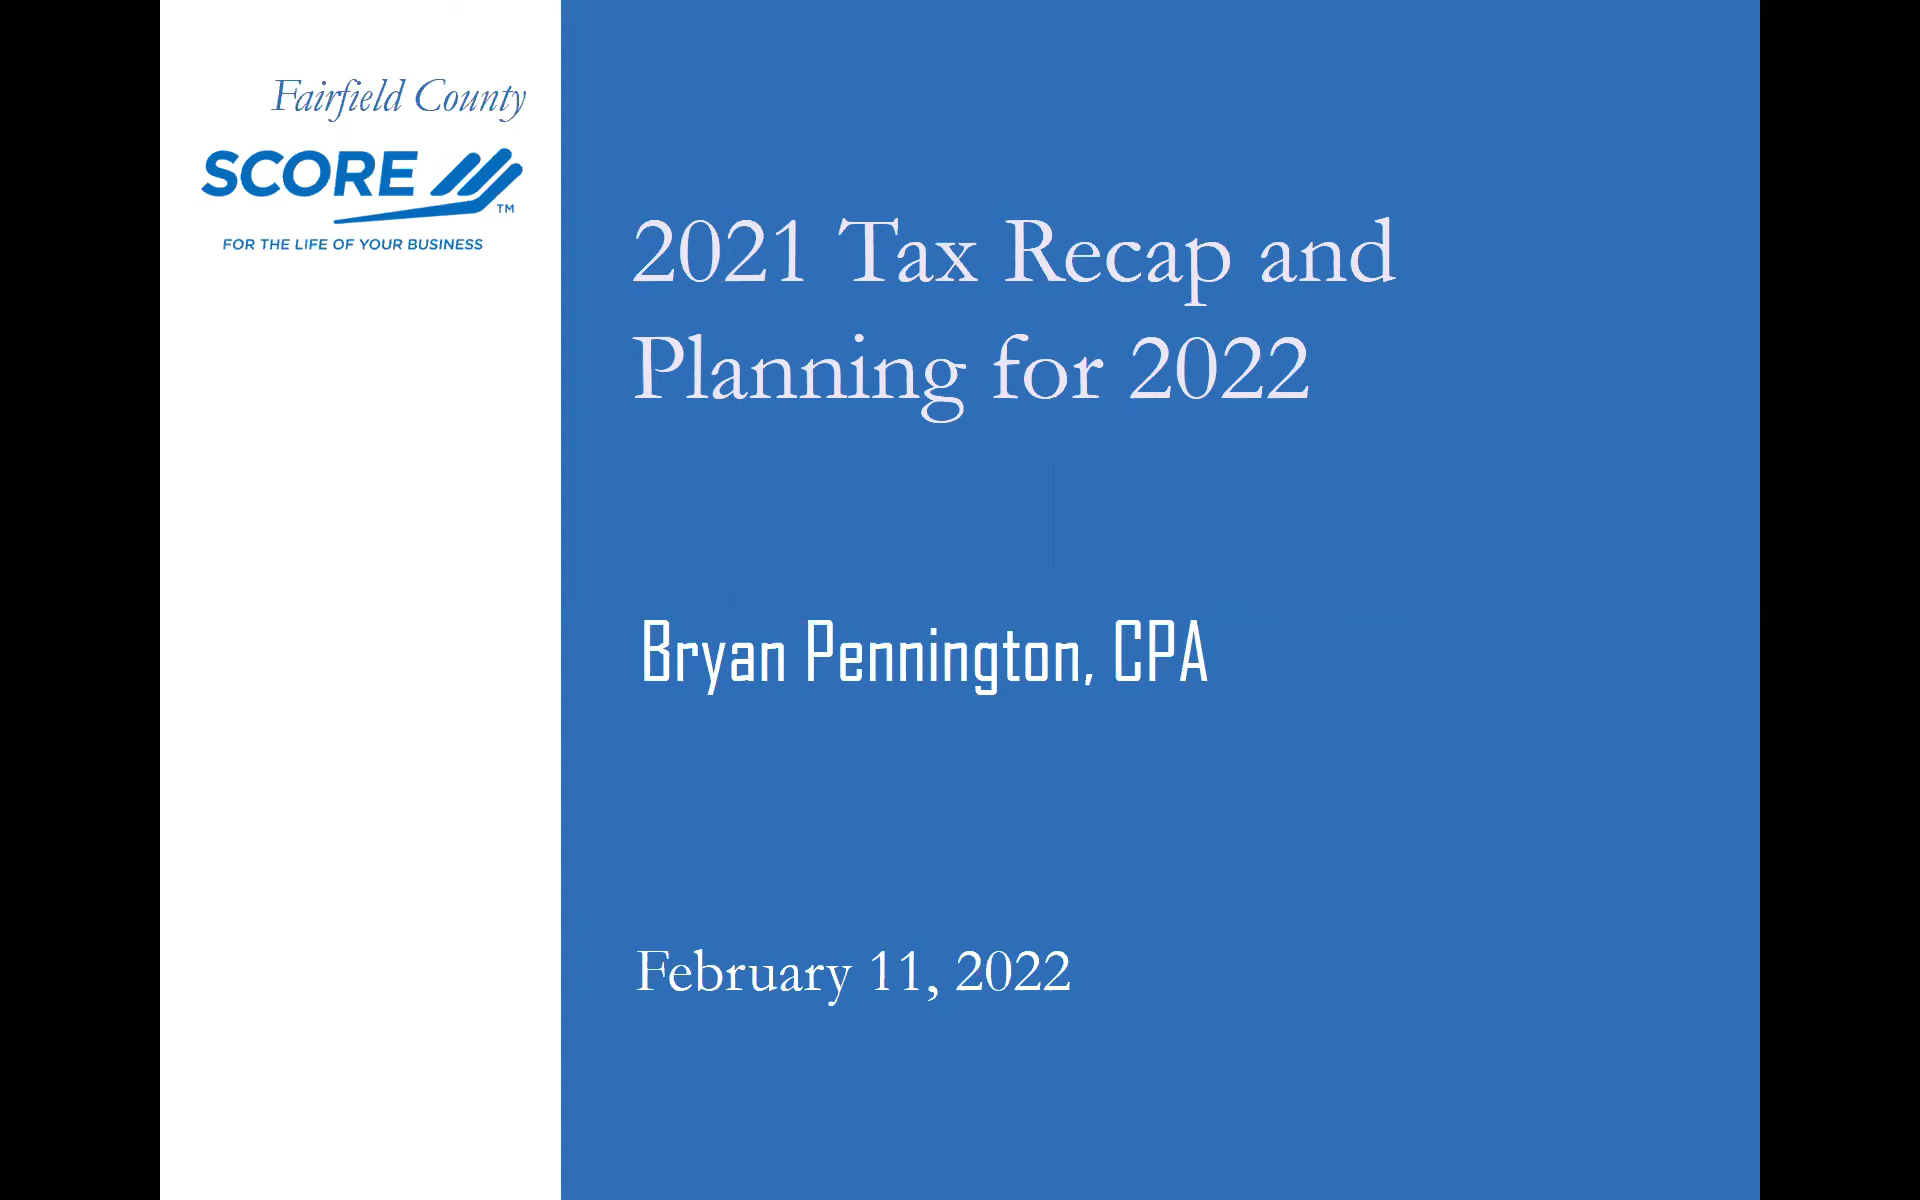 Fairfield County
SCORE
TM
FOR THE LIFE OF YOUR BUSINESS
2021 Tax Recap and
Planning for 2022
Bryan Pennington, CPA
February 11, 2022